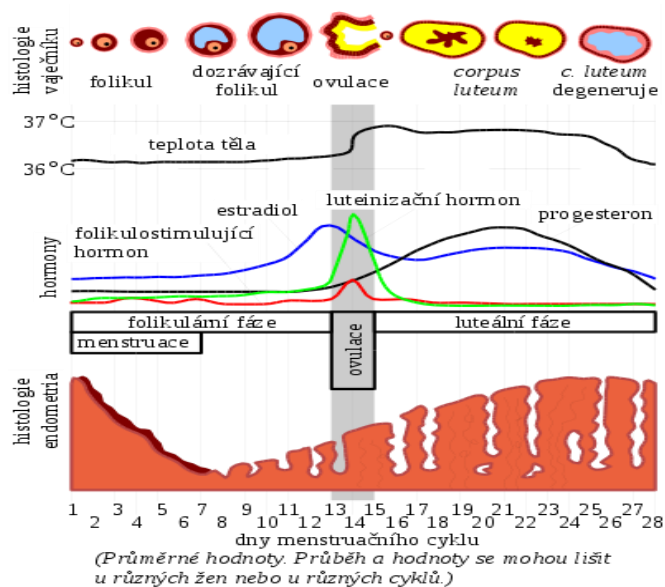 histologie
vaječníku
folikul
dozrávající
folikul
ovulace
corpus
luteum
c. luteum
degeneruje
37°C
36°C
teplota těla
hormony
folikulostimulující
hormon
estradiol
luteinizační hormon
progesteron
folikulární fáze
luteální fáze
menstruace
ovulace
histologie
endometria
1 3 5 7 9 11 13 15 17 19 21 23 25 27
2 4 6 8 10 12 14 16 18 20 22 24 26 28
dny menstruačního cyklu
(Průměrné hodnoty. Průběh a hodnoty se mohou lišit
u různých žen nebo u různých cyklů.)